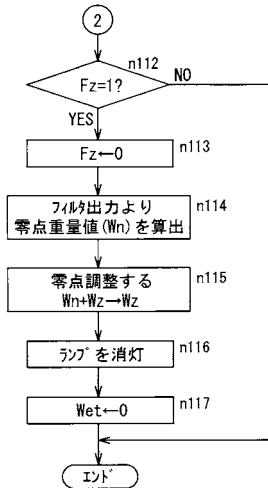 2
n112
Fz=1?
NO
YES
Fz←0
n113
ﾌｨﾙﾀ出力より
零点重量値(Wn)を算出
n114
零点調整する
Wn+Wz→Wz
n115
ﾗﾝﾌﾟを消灯
n116
Wet←0
n117
ｴﾝﾄﾞ